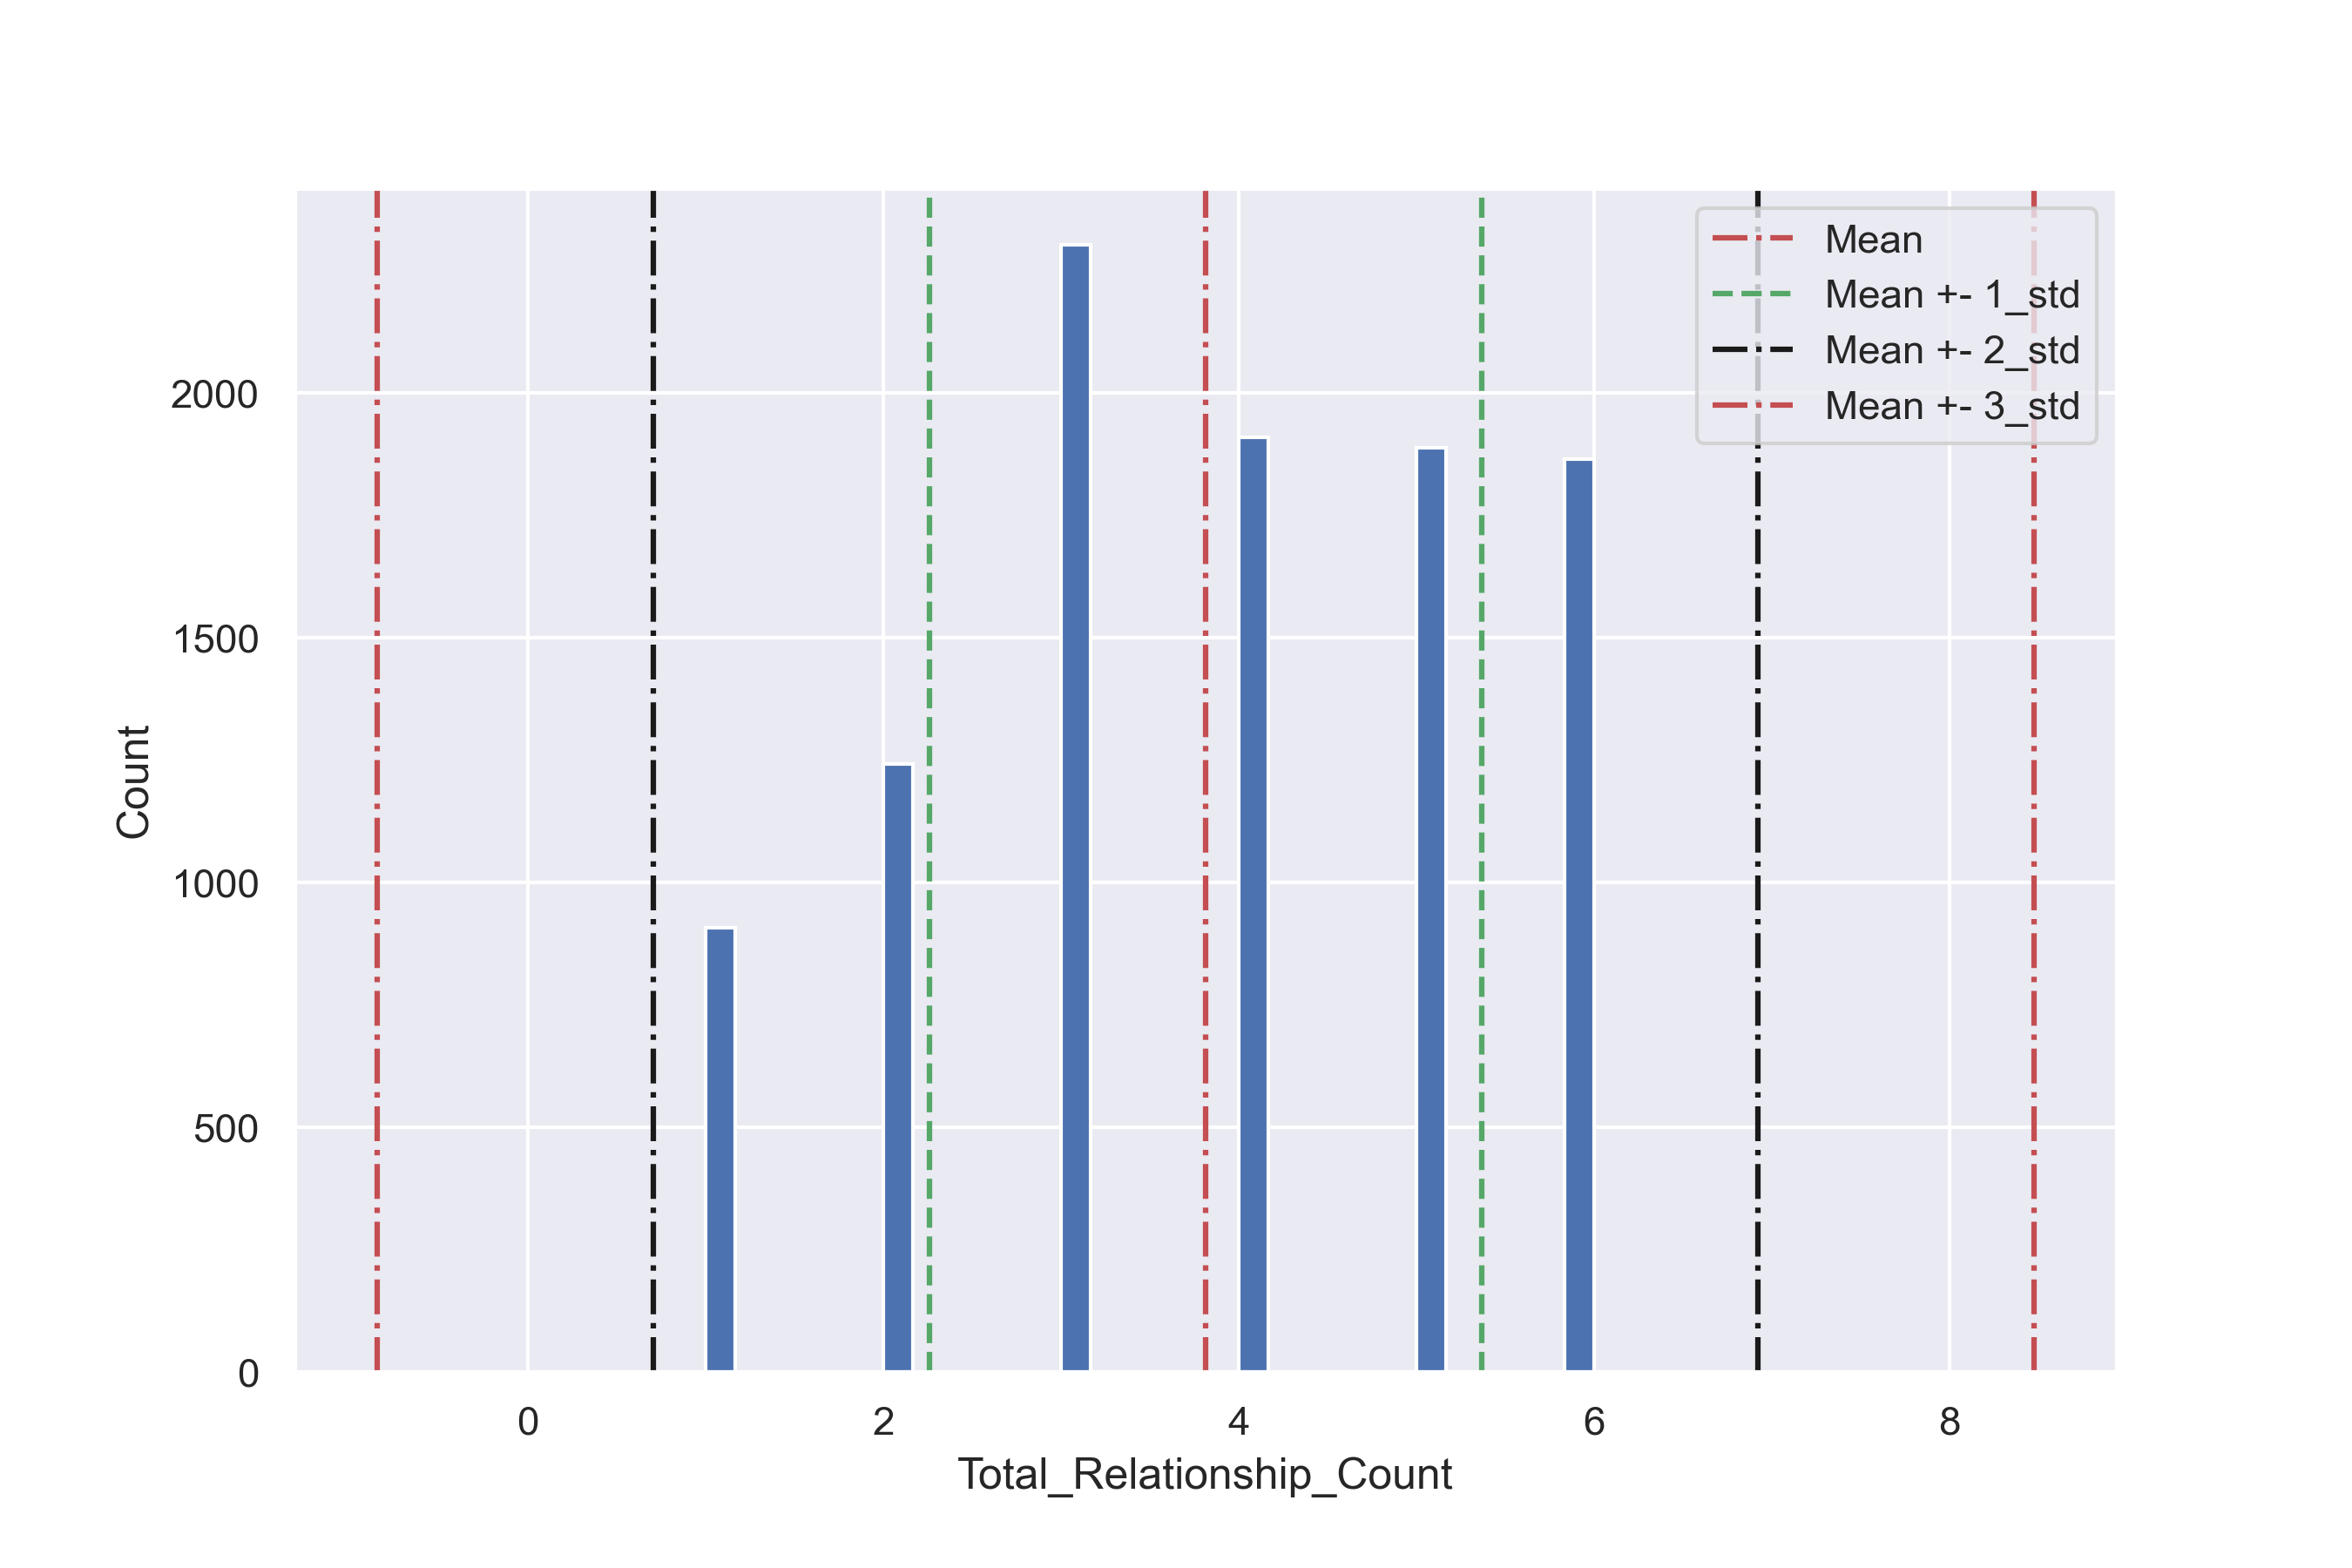 Mean
Mean +- 1_std
Mean +- 2_std
Mean +- 3_std
2000
1500
1000
500
0
Count
0 2 4 6 8
Total_Relationship_Count